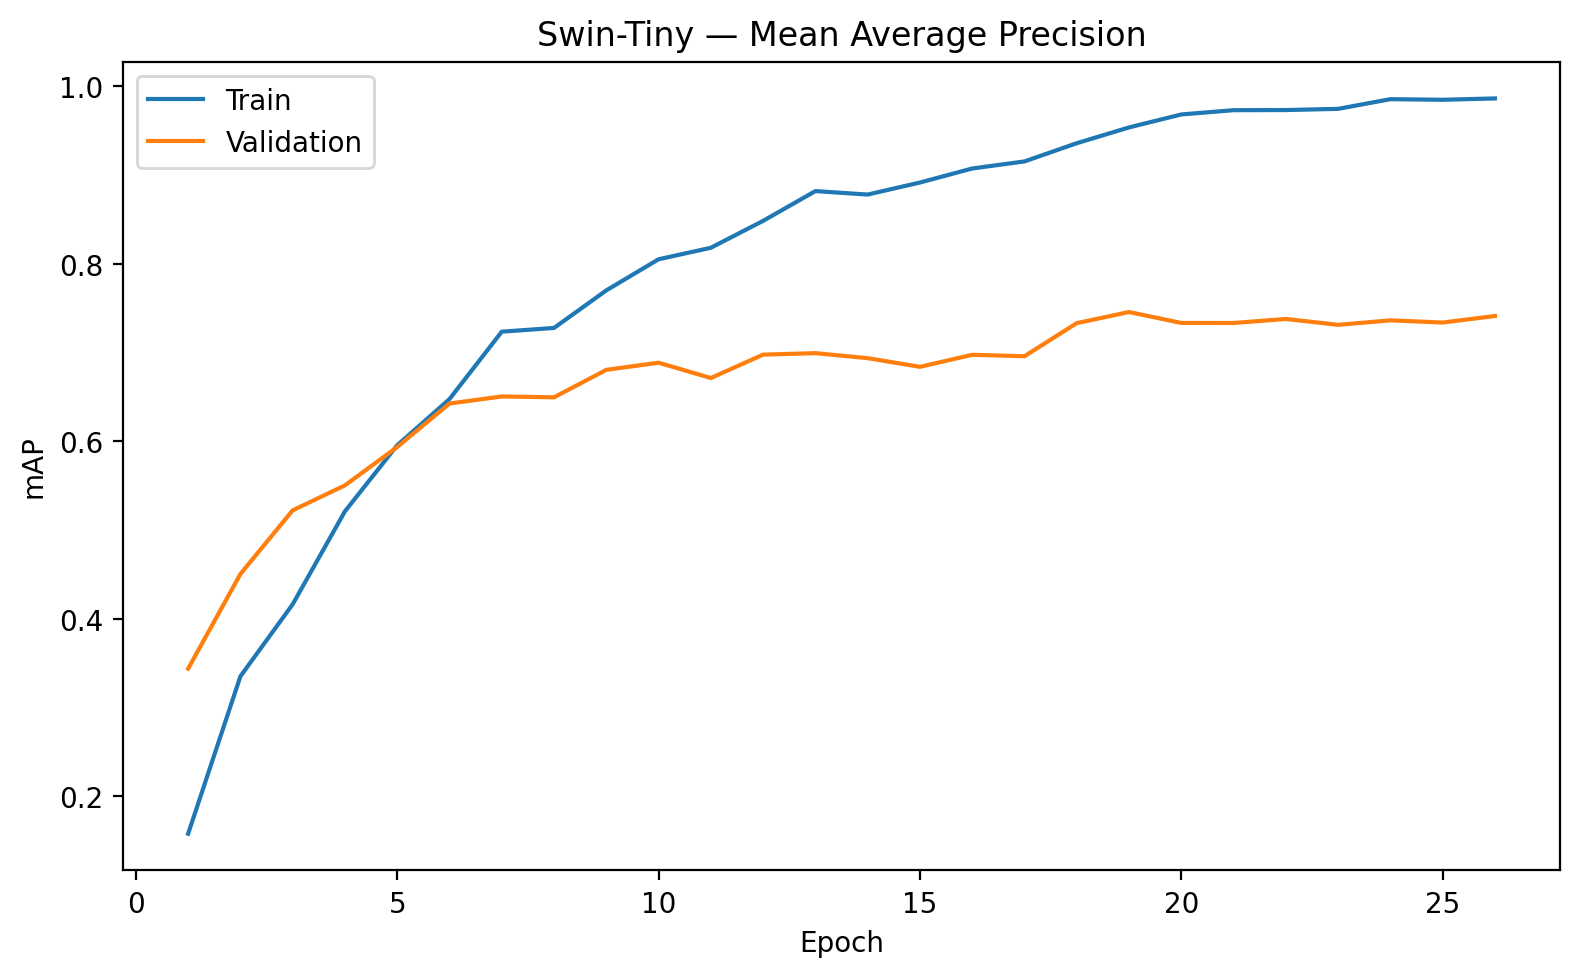 Swin-Tiny — Mean Average Precision
Train
Validation
mAP
1.0
0.8
0.6
0.4
0.2
0 5 10 15 20 25
Epoch